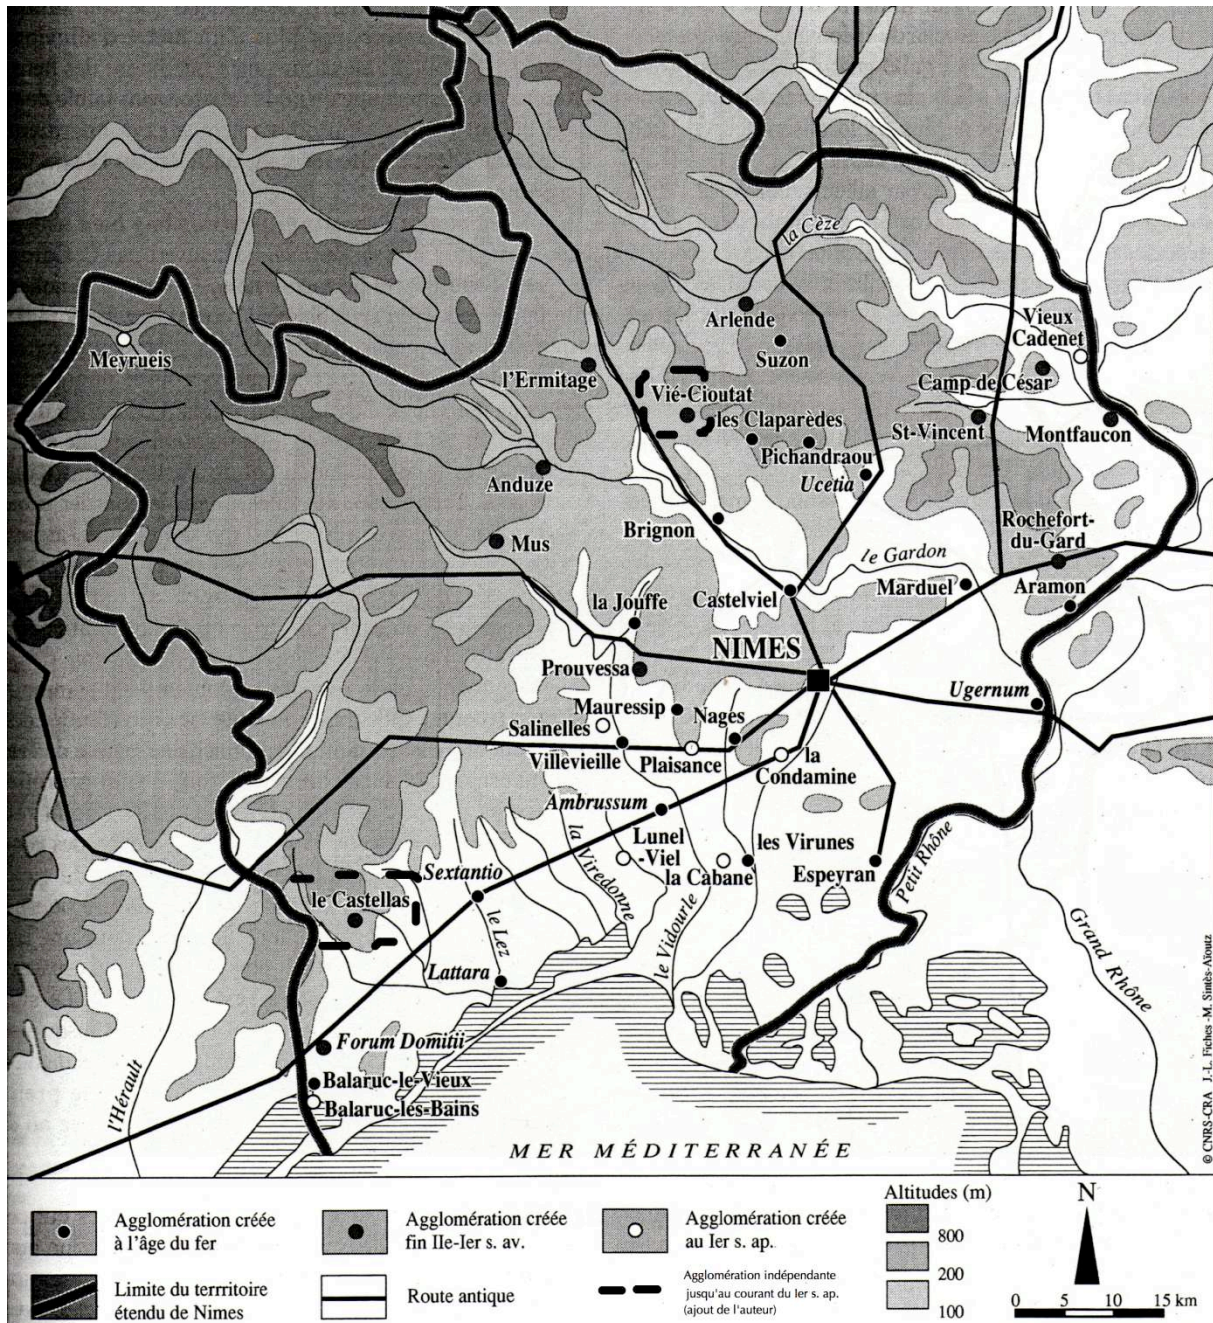 la Cèze
Arlende
Vieux
Cadenet
Meyrueis
Suzon
l'Ermitage
Camp de César
Vié-Cioutat
les Claparèdes
St-Vincent
Montfaucon
Pichandraou
Anduze
Ucetia
Brignon
Rochefort-
du-Gard
Mus
le Gardon
la Jouffe
Castelviel
Marduel
Aramon
NIMES
Prouvessa
Ugernum
Mauressip
Nages
Salinelles
Villevieille
Plaisance
la
Condamine
Ambrussum
Lunel
-Viel
les Virunes
la Cabane
Espeyran
Petit Rhône
la Viredonne
Sextantio
le Castellas
le Lez
le Vidourle
Grand Rhône
Lattara
Forum Domitii
Balaruc-le-Vieux
Balaruc-les-Bains
l'Hérault
MER MÉDITERRANÉE
© CNRS-CRA J.-L. Fiches -M. Sintès-Aïoutz
Agglomération créée
à l'âge du fer
Agglomération créée
fin IIe-Ier s. av.
Agglomération créée
au Ier s. ap.
Limite du terrritoire
étendu de Nimes
Route antique
Agglomération indépendante
jusqu'au courant du Ier s. ap.
(ajout de l'auteur)
Altitudes (m)
800
200
100
N
0 5 10 15 km